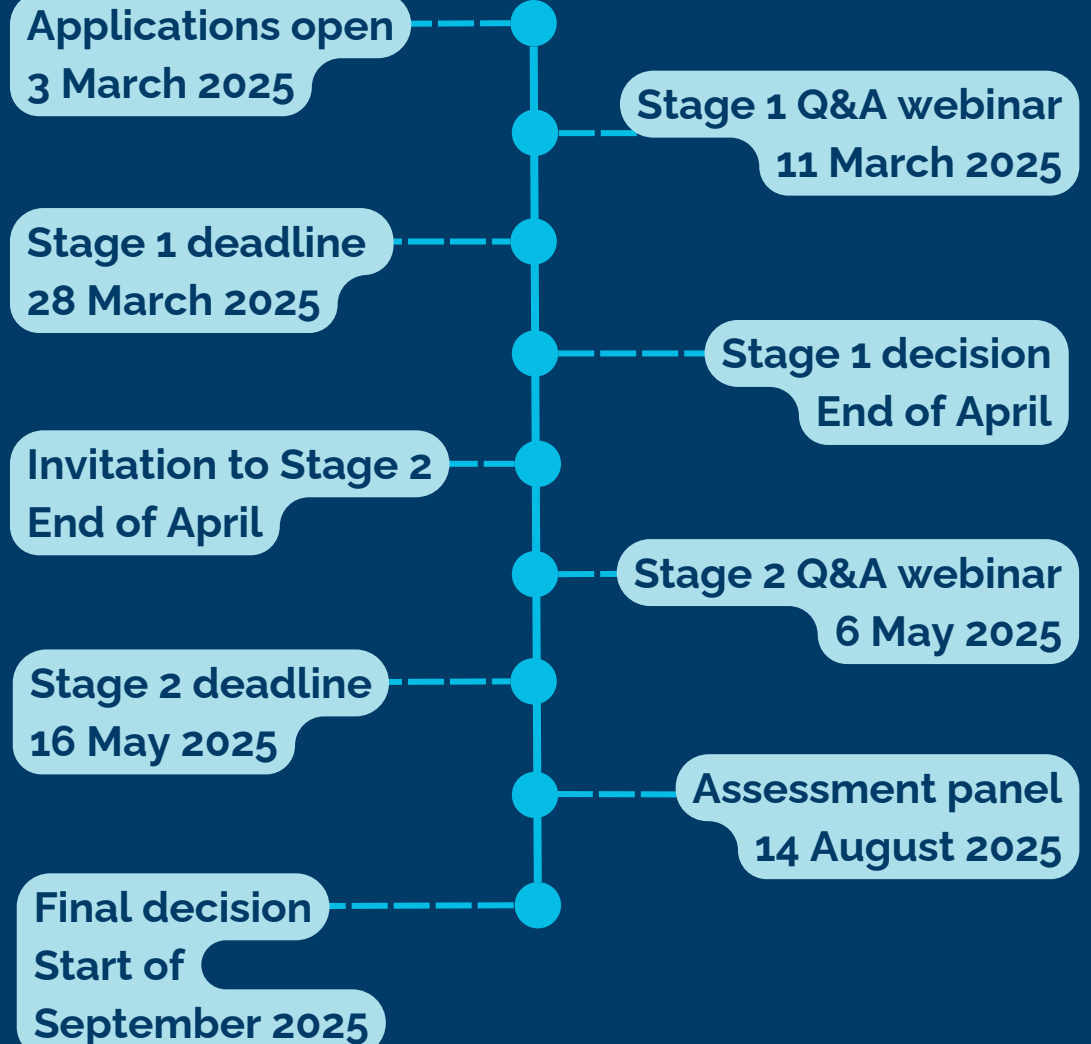 Applications open
3 March 2025
Stage 1 Q&A webinar
11 March 2025
Stage 1 deadline
28 March 2025
Stage 1 decision
End of April
Invitation to Stage 2
End of April
Stage 2 Q&A webinar
6 May 2025
Stage 2 deadline
16 May 2025
Assessment panel
14 August 2025
Final decision
Start of
September 2025